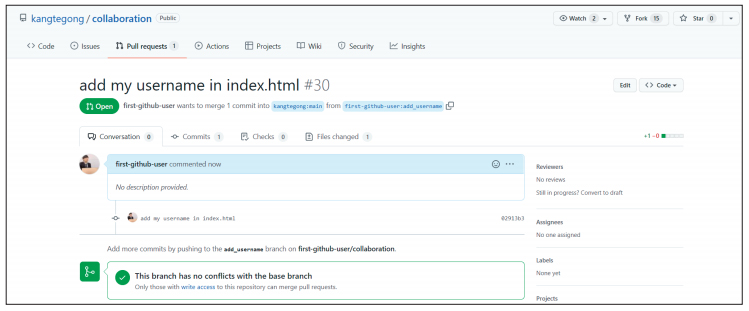 kangtegong / collaboration Public
Watch 2 Fork 15 Star 0
Code Issues Pull requests 1 Actions Projects Wiki Security Insights
add my username in index.html #30
Edit Code
Open first-github-user wants to merge 1 commit into kangtegong:main from first-github-user:add_username
Conversation 0 Commits 1 Checks 0 Files changed 1 +1 −0
first-github-user commented now
No description provided.
add my username in index.html 02913b3
Add more commits by pushing to the add_username branch on first-github-user/collaboration.
This branch has no conflicts with the base branch
Only those with write access to this repository can merge pull requests.
Reviewers
No reviews
Still in progress? Convert to draft
Assignees
No one assigned
Labels
None yet
Projects